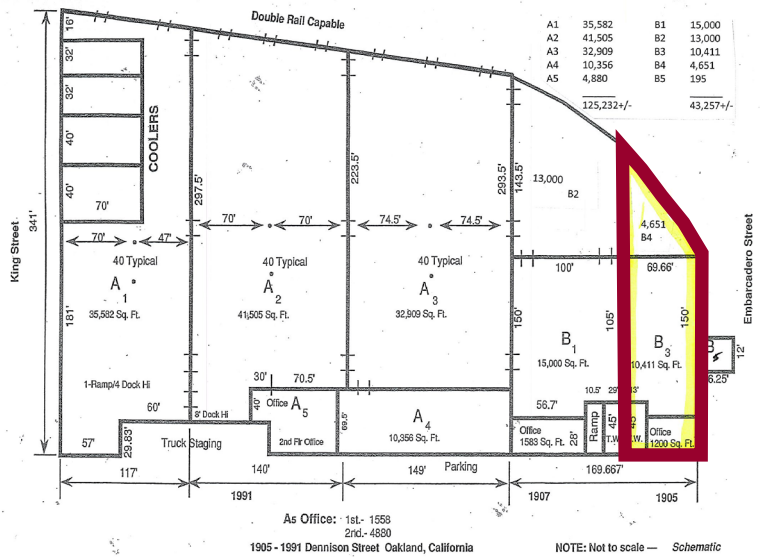 Double Rail Capable
A1 35,582 B1 15,000
A2 41,505 B2 13,000
A3 32,909 B3 10,411
A4 10,356 B4 4,651
A5 4,880 B5 195
125,232+/- 43,257+/-
16'
32'
32'
40'
40'
COOLERS
70'
King Street
341'
297.5'
223.5'
293.5'
143.5'
13,000
B2
4,651
B4
Embarcadero Street
70' 47'
70' 70'
74.5' 74.5'
100'
69.66'
40 Typical
A1
35,582 Sq. Ft.
40 Typical
A2
41,505 Sq. Ft.
40 Typical
A3
32,909 Sq. Ft.
181'
150'
105'
150'
B1
15,000 Sq. Ft.
B3
10,411 Sq. Ft.
B5
12'
6.25'
1-Ramp/4 Dock Hi
60'
8' Dock Hi
30' 70.5'
40'
Office A5
2nd Flr Office
69.5'
A4
10,356 Sq. Ft.
56.7'
10.5'
Office
1583 Sq. Ft.
28'
Ramp
45'
T.W.
45'
Office
1200 Sq. Ft.
57'
29.83'
Truck Staging
Parking
117'
140'
149'
169.667'
1991
1907
1905
As Office: 1st.- 1558
2nd.- 4880
1905 - 1991 Dennison Street Oakland, California
NOTE: Not to scale — Schematic